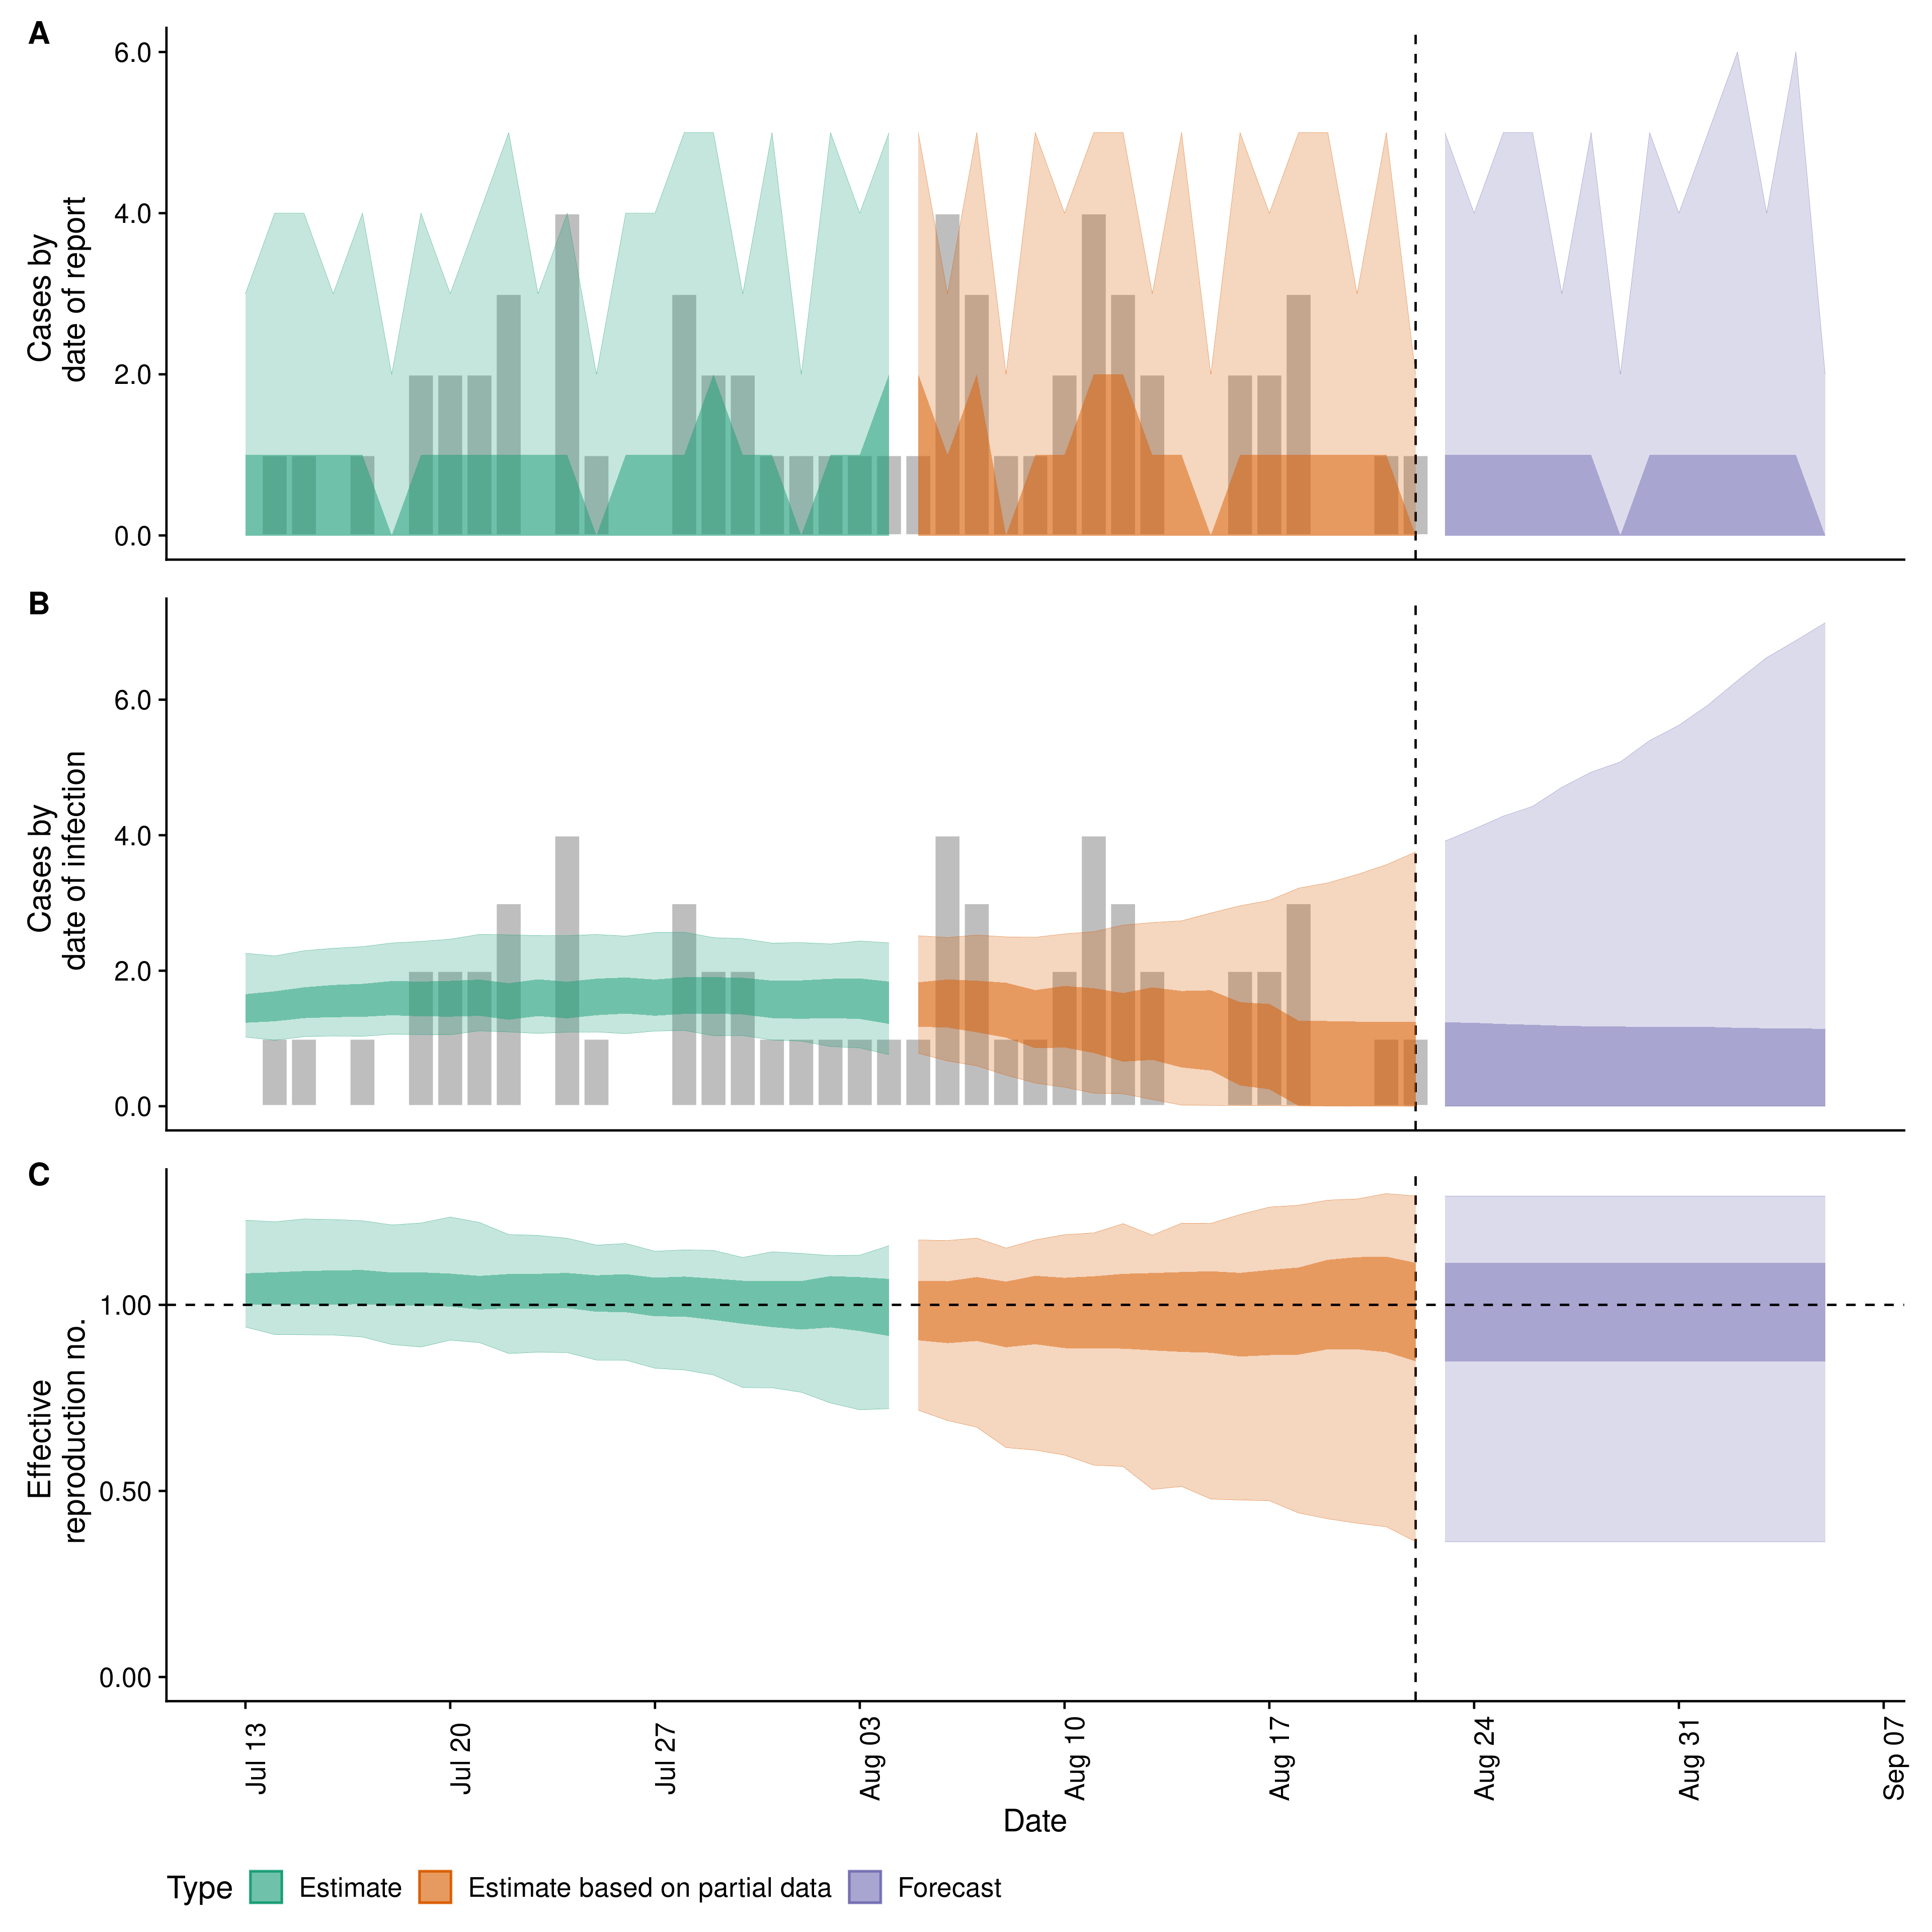 A
6.0
4.0
2.0
0.0
Cases by
date of report
B
6.0
4.0
2.0
0.0
Cases by
date of infection
C
1.00
0.50
0.00
Effective
reproduction no.
Jul 13
Jul 20
Jul 27
Aug 03
Aug 10
Aug 17
Aug 24
Aug 31
Sep 07
Date
Type Estimate Estimate based on partial data Forecast